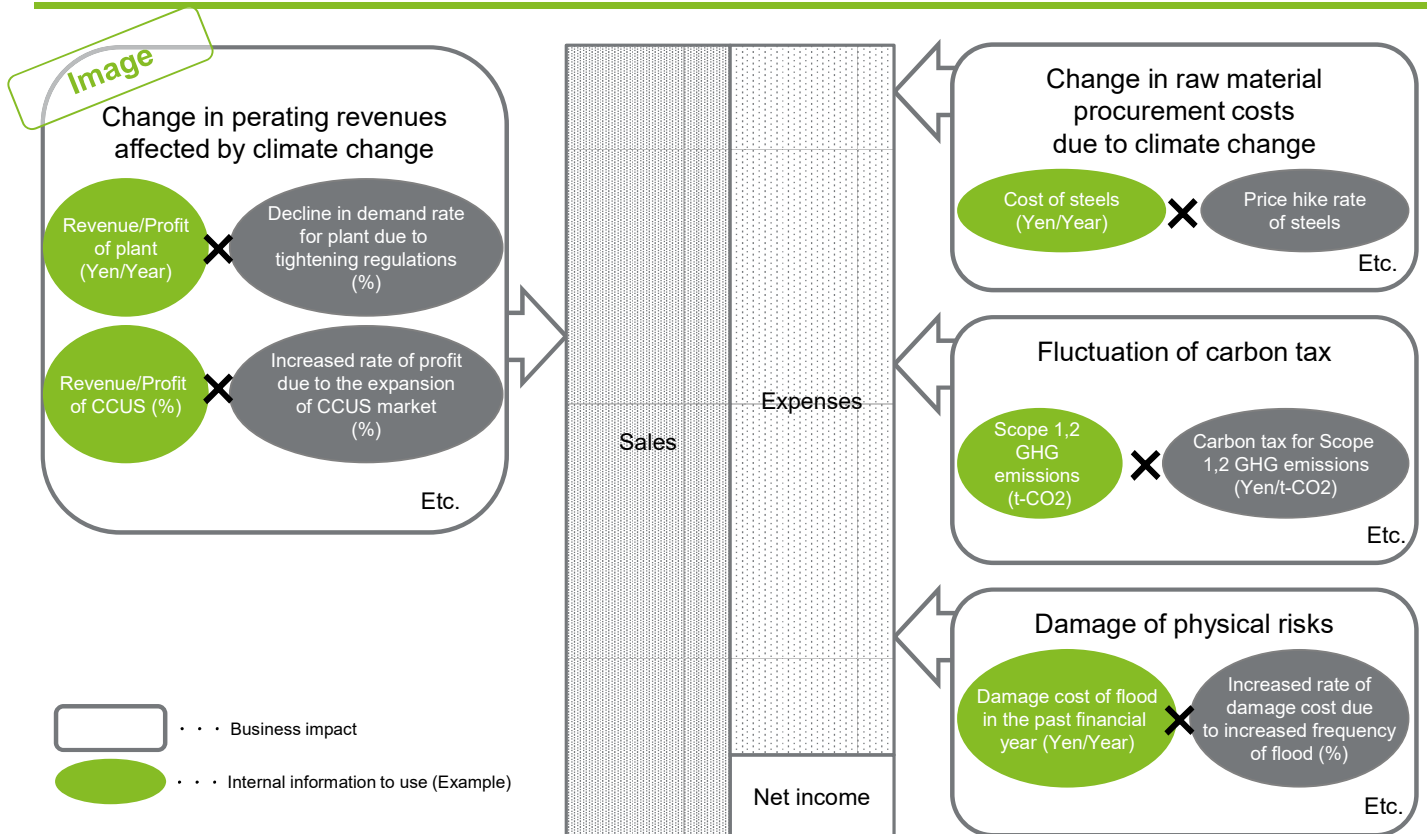 Image
Change in perating revenues
affected by climate change
Revenue/Profit
of plant
(Yen/Year)
Decline in demand rate
for plant due to
tightening regulations
(%)
Revenue/Profit
of CCUS (%)
Increased rate of profit
due to the expansion
of CCUS market
(%)
Etc.
Sales
Expenses
Net income
Change in raw material
procurement costs
due to climate change
Cost of steels
(Yen/Year)
Price hike rate
of steels
Etc.
Fluctuation of carbon tax
Scope 1,2
GHG
emissions
(t-CO2)
Carbon tax for Scope
1,2 GHG emissions
(Yen/t-CO2)
Etc.
Damage of physical risks
Damage cost of flood
in the past financial
year (Yen/Year)
Increased rate of
damage cost due
to increased frequency
of flood (%)
Etc.
・・・ Business impact
・・・ Internal information to use (Example)